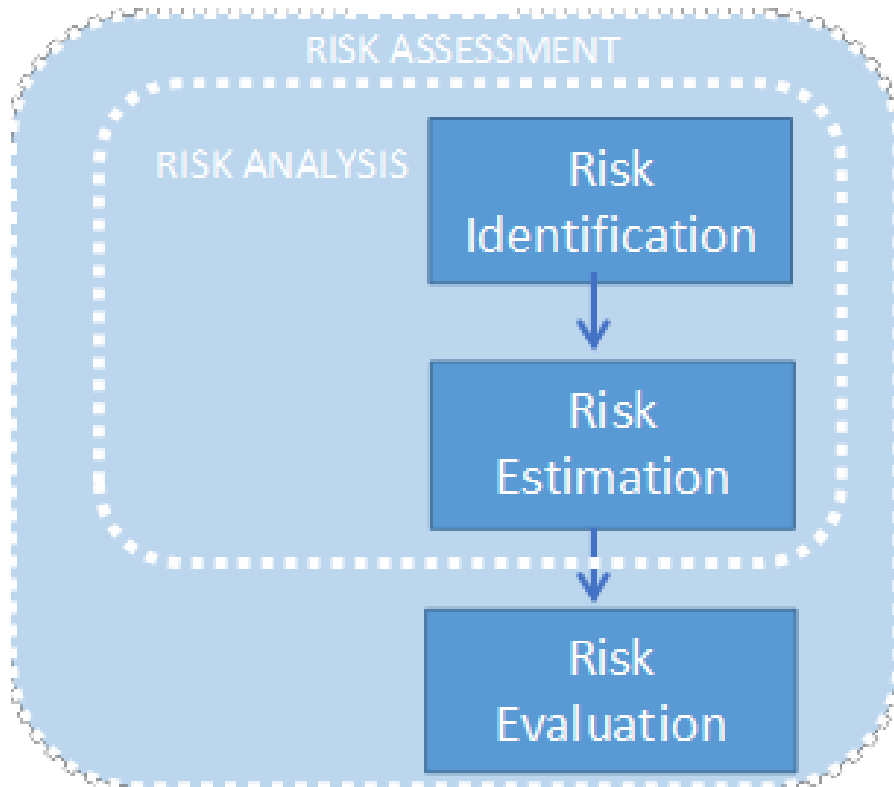 RISK ASSESSMENT
RISK ANALYSIS
Risk
Identification
Risk
Estimation
Risk
Evaluation